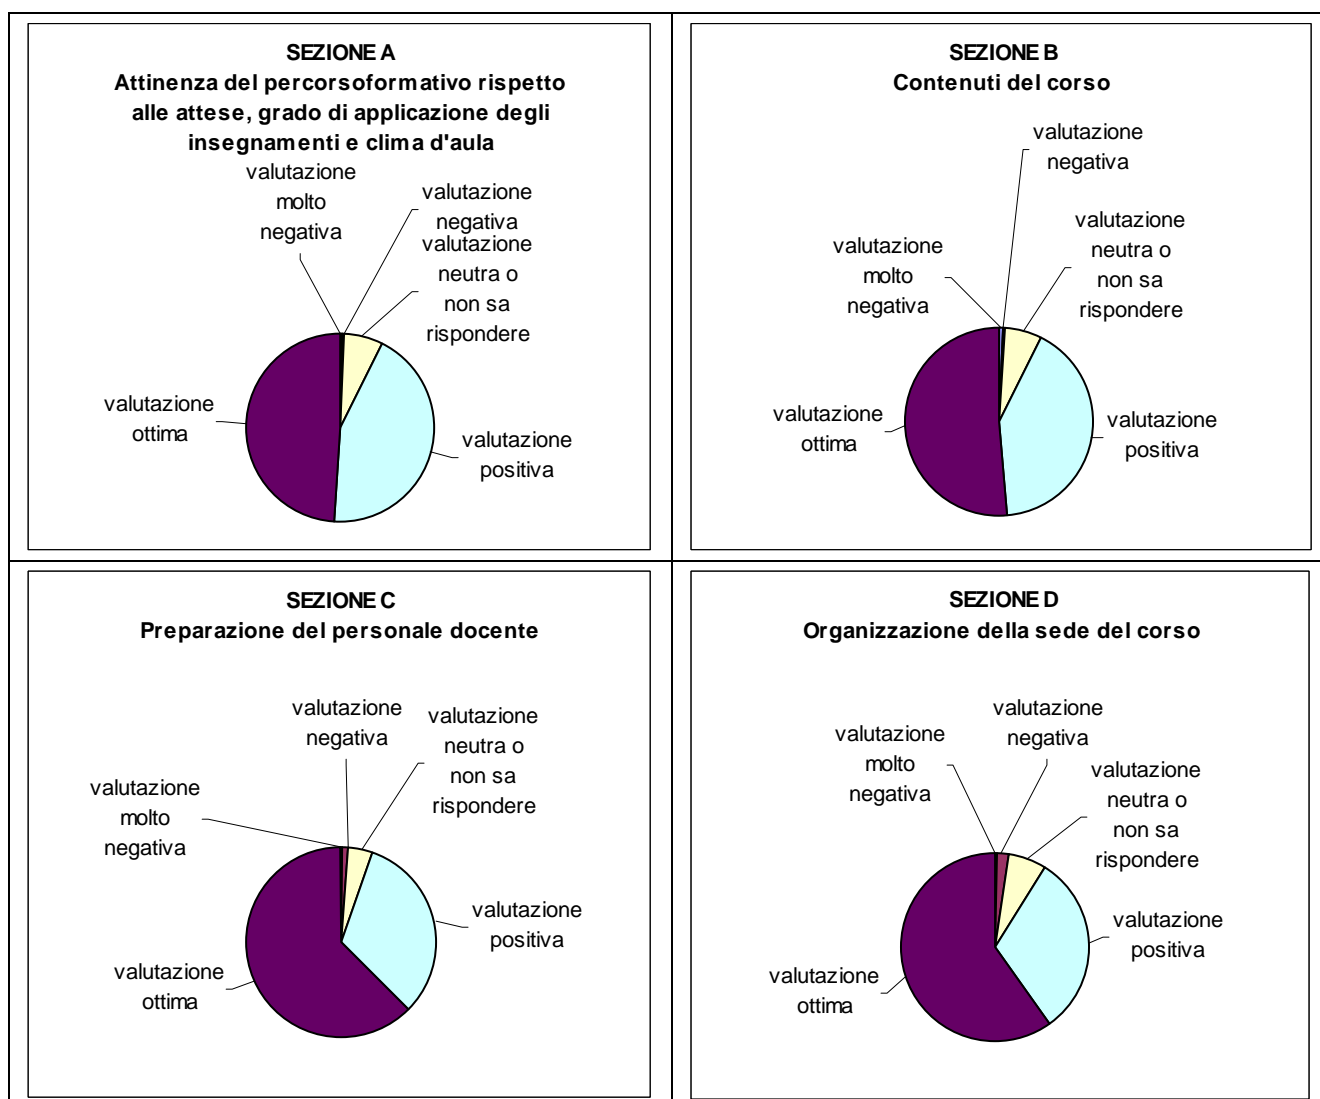 SEZIONE A
Attinenza del percorsoformativo rispetto
alle attese, grado di applicazione degli
insegnamenti e clima d'aula
valutazione
molto
negativa
valutazione
negativa
valutazione
neutra o
non sa
rispondere
valutazione
ottima
valutazione
positiva
SEZIONE B
Contenuti del corso
valutazione
negativa
valutazione
molto
negativa
valutazione
neutra o
non sa
rispondere
valutazione
ottima
valutazione
positiva
SEZIONE C
Preparazione del personale docente
valutazione
negativa
valutazione
neutra o
non sa
rispondere
valutazione
molto
negativa
valutazione
positiva
valutazione
ottima
SEZIONE D
Organizzazione della sede del corso
valutazione
negativa
valutazione
molto
negativa
valutazione
neutra o
non sa
rispondere
valutazione
positiva
valutazione
ottima